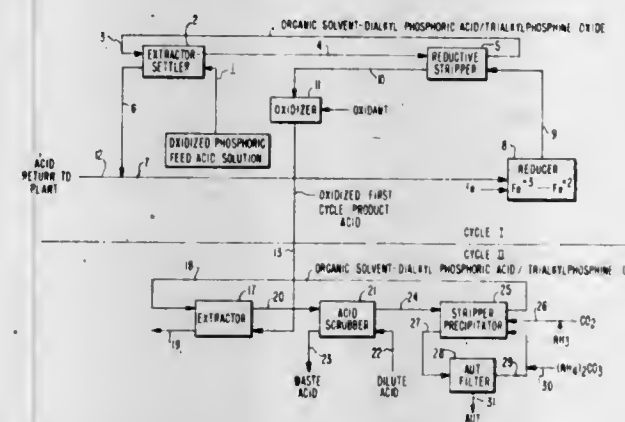 ORGANIC SOLVENT-DIALKYL PHOSPHORIC ACID/TRIALKYLPHOSPHINE OXIDE
2
3
EXTRACTOR-
SETTLER
4
5
REDUCTIVE
STRIPPER
1
11
10
6
OXIDIZER
OXIDANT
OXIDIZED PHOSPHORIC
FEED ACID SOLUTION
9
8
12
7
ACID
RETURN TO
PLANT
REDUCER
Fe+3 — Fe+2
Fe
OXIDIZED FIRST
CYCLE PRODUCT
ACID
CYCLE I
CYCLE II
13
18
ORGANIC SOLVENT-DIALKYL PHOSPHORIC ACID/ TRIALKYLPHOSPHINE
17
20
21
24
25
26
EXTRACTOR
ACID
SCRUBBER
STRIPPER
PRECIPITATOR
CO2
NH3
19
23
22
27
28
29
WASTE
ACID
DILUTE
ACID
AUT
FILTER
(NH4)2CO3
30
31
AUT